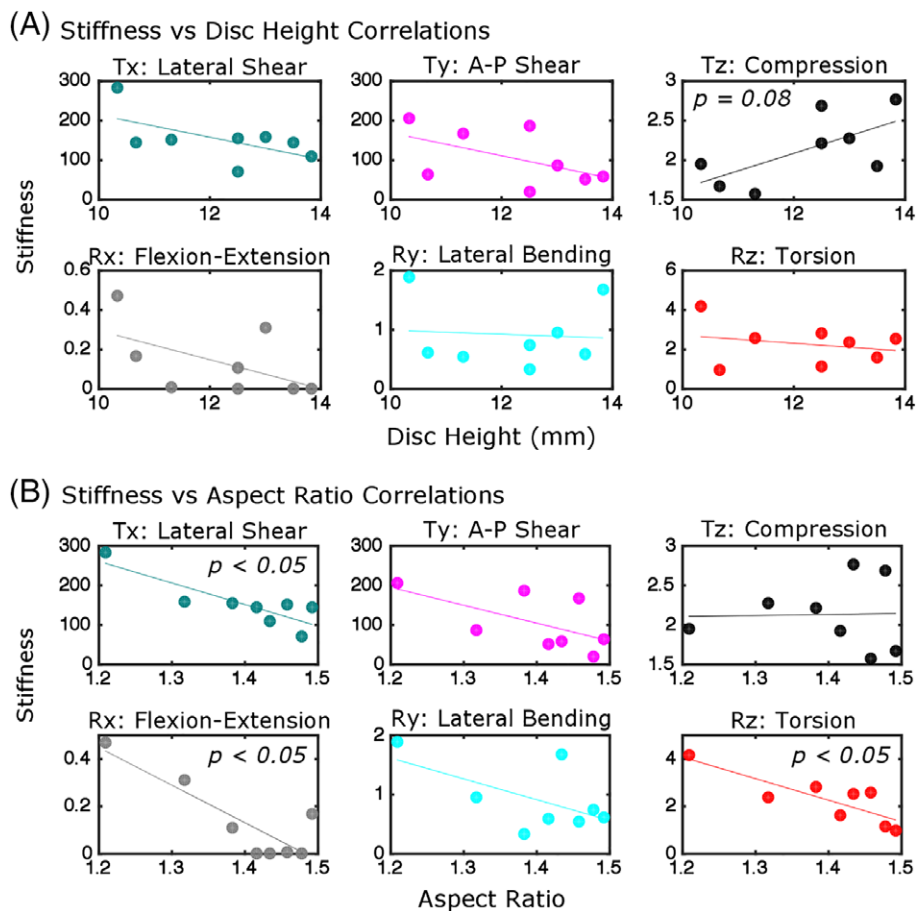 (A) Stiffness vs Disc Height Correlations
Tx: Lateral Shear Ty: A-P Shear Tz: Compression
300 300 3
p = 0.08
200 200 2.5
100 100 2
0 0 1.5
10 12 14 10 12 14 10 12 14
Stiffness
Rx: Flexion-Extension Ry: Lateral Bending Rz: Torsion
0.6 2 6
0.4 4
1
0.2 2
0 0 0
10 12 14 10 12 14 10 12 14
Disc Height (mm)
(B) Stiffness vs Aspect Ratio Correlations
Tx: Lateral Shear Ty: A-P Shear Tz: Compression
300 300 3
p < 0.05
200 200 2.5
100 100 2
0 0 1.5
1.2 1.3 1.4 1.5 1.2 1.3 1.4 1.5 1.2 1.3 1.4 1.5
Stiffness
Rx: Flexion-Extension Ry: Lateral Bending Rz: Torsion
2
p < 0.05 p < 0.05
0.4 4
0.2 1 2
0 0 0
1.2 1.3 1.4 1.5 1.2 1.3 1.4 1.5 1.2 1.3 1.4 1.5
Aspect Ratio